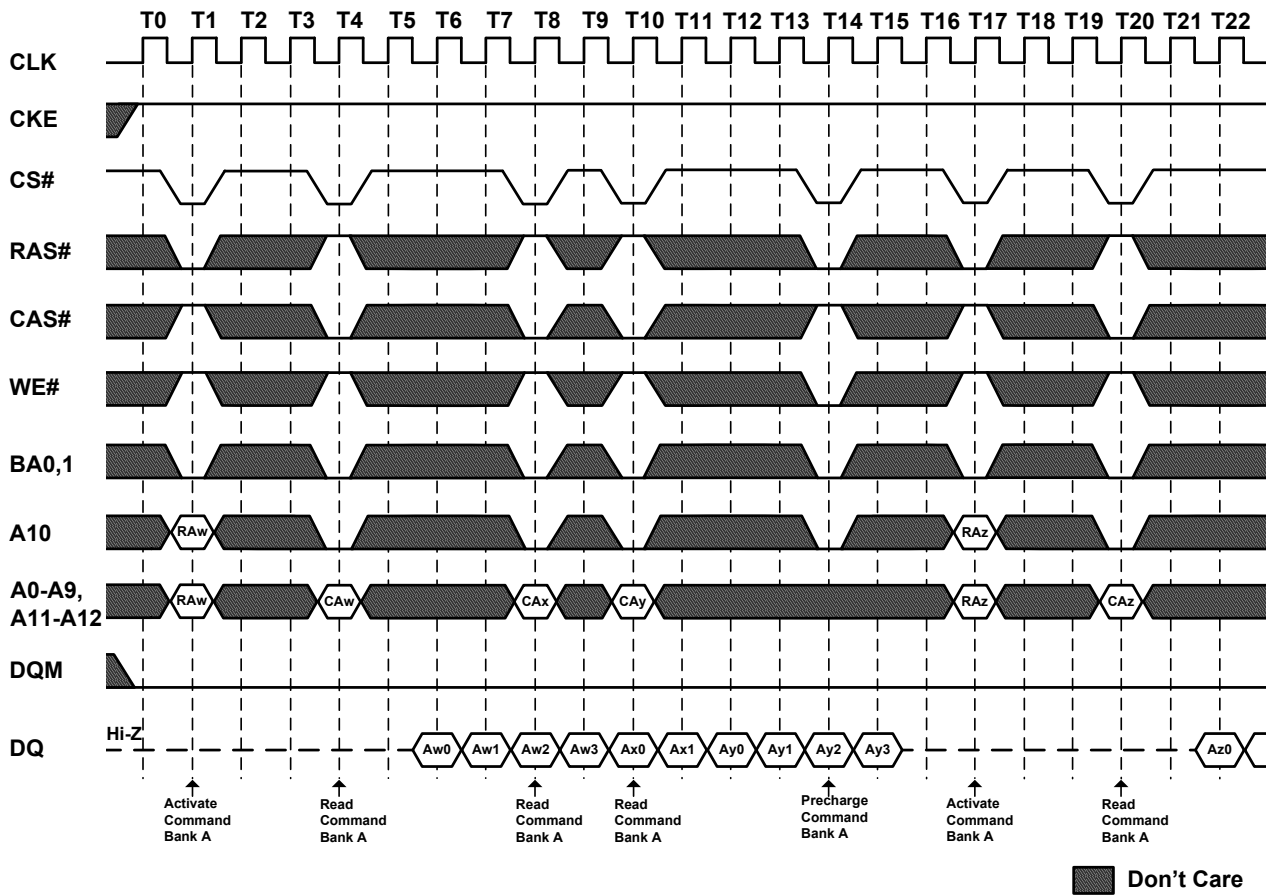 T0 T1 T2 T3 T4 T5 T6 T7 T8 T9 T10 T11 T12 T13 T14 T15 T16 T17 T18 T19 T20 T21 T22
CLK
CKE
CS#
RAS#
CAS#
WE#
BA0,1
A10 RAw RAz
A0-A9,
A11-A12 RAw CAw CAx CAy RAz CAz
DQM
DQ Hi-Z Aw0 Aw1 Aw2 Aw3 Ax0 Ax1 Ay0 Ay1 Ay2 Ay3 Az0
Activate
Command
Bank A
Read
Command
Bank A
Read
Command
Bank A
Read
Command
Bank A
Precharge
Command
Bank A
Activate
Command
Bank A
Read
Command
Bank A
Don't Care